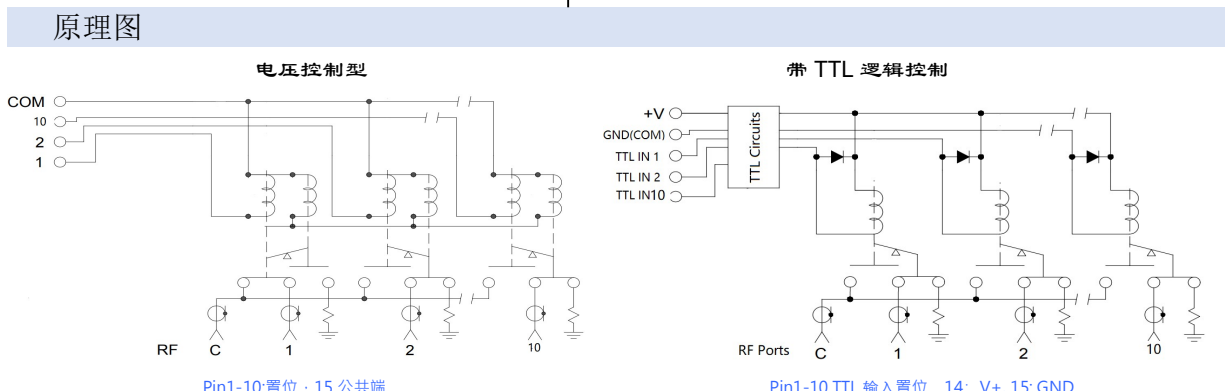 原理图
电压控制型
COM
10
2
1
RF C 1 2 10
Pin1-10:置位 · 15 公共端
带 TTL 逻辑控制
+V
GND(COM)
TTL IN 1
TTL IN 2
TTL IN10
TTL Circuits
RF Ports C 1 2 10
Pin1-10 TTL 输入置位 14: V+ 15: GND